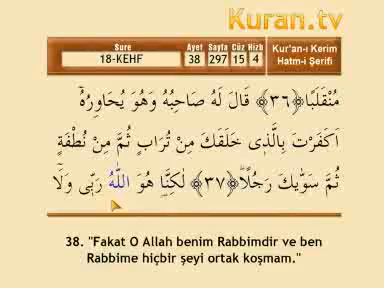 Kuran.tv
Sure Ayet Sayfa Cüz Hizb
18-KEHF 38 297 15 4
Kur'an-ı Kerim
Hatm-i Şerifi
مُنْقَلَبًا ﴿٣٦﴾ قَالَ لَهُ صَاحِبُهُ وَهُوَ يُحَاوِرُهُٓ
اَكَفَرْتَ بِالَّذ۪ي خَلَقَكَ مِنْ تُرَابٍ ثُمَّ مِنْ نُطْفَةٍ
ثُمَّ سَوّٰيكَ رَجُلًاۜ ﴿٣٧﴾ لٰكِنَّا۬ هُوَ اللّٰهُ رَبّ۪ي وَلَٓا
38. "Fakat O Allah benim Rabbimdir ve ben
Rabbime hiçbir şeyi ortak koşmam."